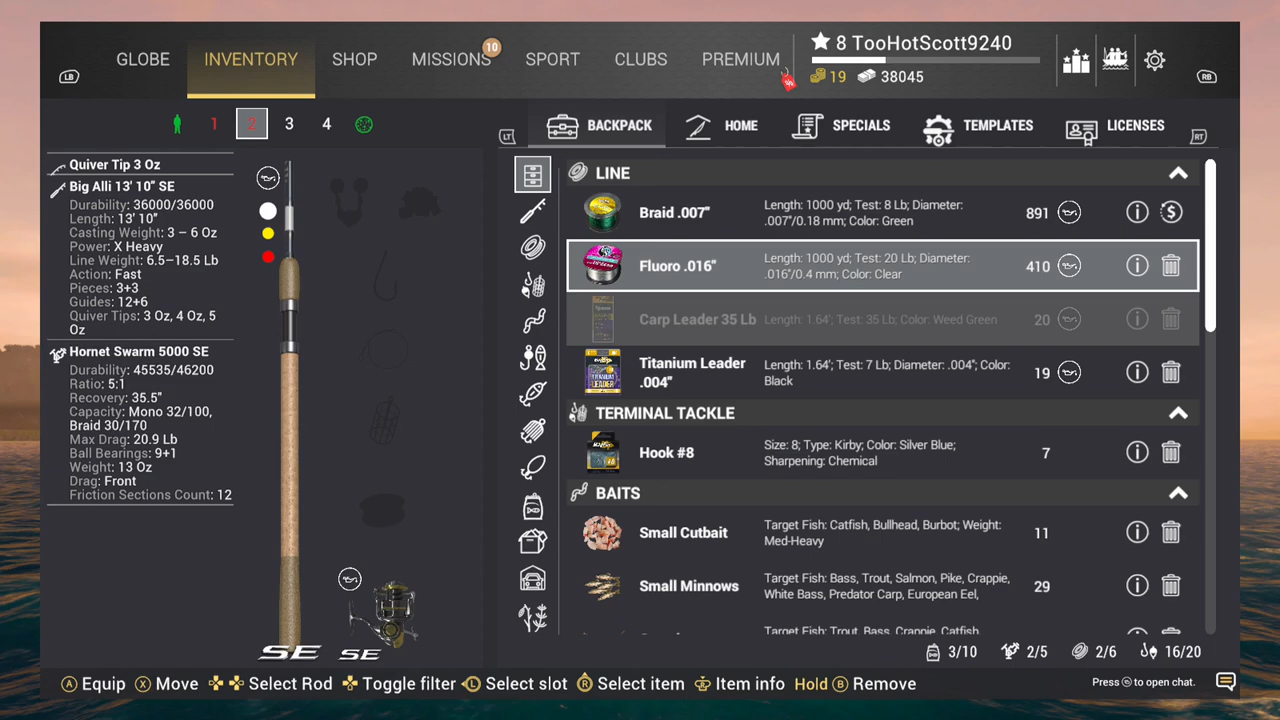 GLOBE
INVENTORY
SHOP
MISSIONS
10
SPORT
CLUBS
PREMIUM
8 TooHotScott9240
19
38045
LB
RB
1
2
3
4
LT
BACKPACK
HOME
SPECIALS
TEMPLATES
LICENSES
RT
Quiver Tip 3 Oz
Big Alli 13' 10" SE
Durability: 36000/36000
Length: 13' 10"
Casting Weight: 3 – 6 Oz
Power: X Heavy
Line Weight: 6.5–18.5 Lb
Action: Fast
Pieces: 3+3
Guides: 12+6
Quiver Tips: 3 Oz, 4 Oz, 5
Oz
Hornet Swarm 5000 SE
Durability: 45535/46200
Ratio: 5:1
Recovery: 35.5"
Capacity: Mono 32/100,
Braid 30/170
Max Drag: 20.9 Lb
Ball Bearings: 9+1
Weight: 13 Oz
Drag: Front
Friction Sections Count: 12
SE
SE
LINE
Braid .007"
Length: 1000 yd; Test: 8 Lb; Diameter:
.007"/0.18 mm; Color: Green
891
Fluoro .016"
Length: 1000 yd; Test: 20 Lb; Diameter:
.016"/0.4 mm; Color: Clear
410
Carp Leader 35 Lb
Length: 1.64'; Test: 35 Lb; Color: Weed Green
20
Titanium Leader
.004"
Length: 1.64'; Test: 7 Lb; Diameter: .004"; Color:
Black
19
TERMINAL TACKLE
Hook #8
Size: 8; Type: Kirby; Color: Silver Blue;
Sharpening: Chemical
7
BAITS
Small Cutbait
Target Fish: Catfish, Bullhead, Burbot; Weight:
Med-Heavy
11
Small Minnows
Target Fish: Bass, Trout, Salmon, Pike, Crappie,
White Bass, Predator Carp, European Eel,
29
Target Fish: Trout, Bass, Crappie, Catfish,
3/10
2/5
2/6
16/20
A Equip
X Move
Select Rod
Toggle filter
L Select slot
R Select item
Item info
Hold B Remove
Press to open chat.